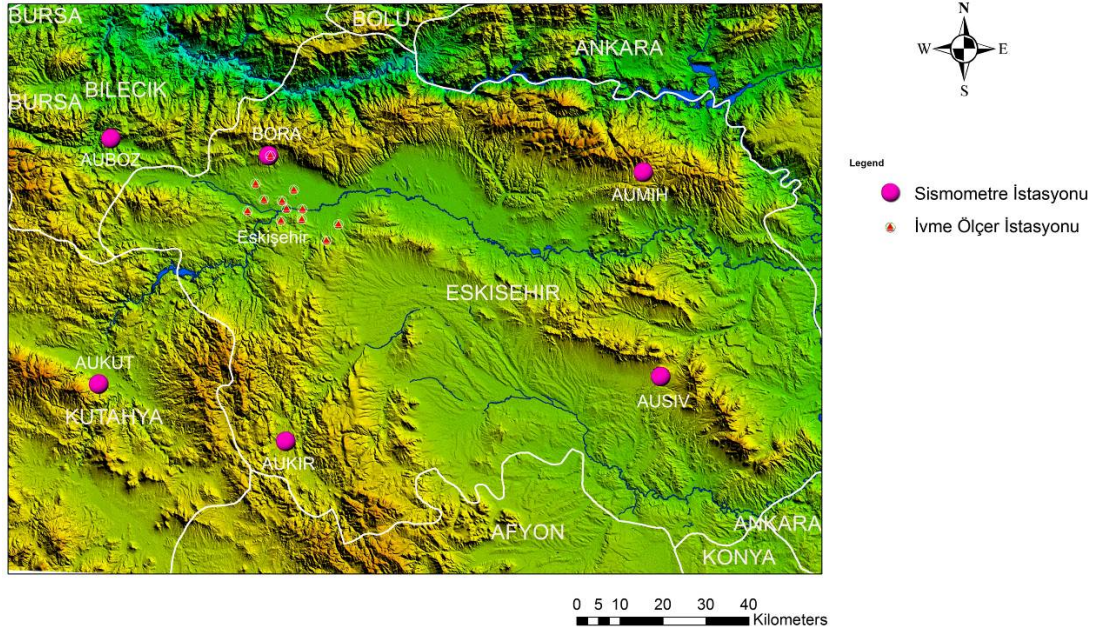 BURSA
BOLU
ANKARA
BILECIK
BURSA
BORA
AUBOZ
AUMIH
Eskişehir
ESKISEHIR
AUKUT
KUTAHYA
AUSIV
AUKIR
AFYON
ANKARA
KONYA
N
W E
S
Legend
Sismometre İstasyonu
İvme Ölçer İstasyonu
0 5 10 20 30 40
Kilometers